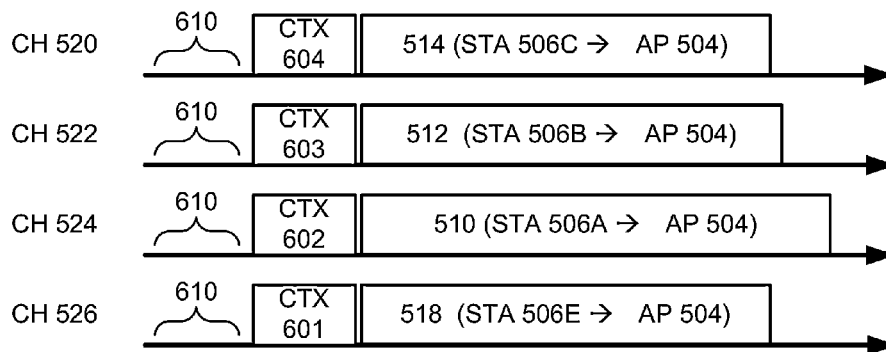 610
CH 520
CTX
604
514 (STA 506C → AP 504)
610
CH 522
CTX
603
512 (STA 506B → AP 504)
610
CH 524
CTX
602
510 (STA 506A → AP 504)
610
CH 526
CTX
601
518 (STA 506E → AP 504)